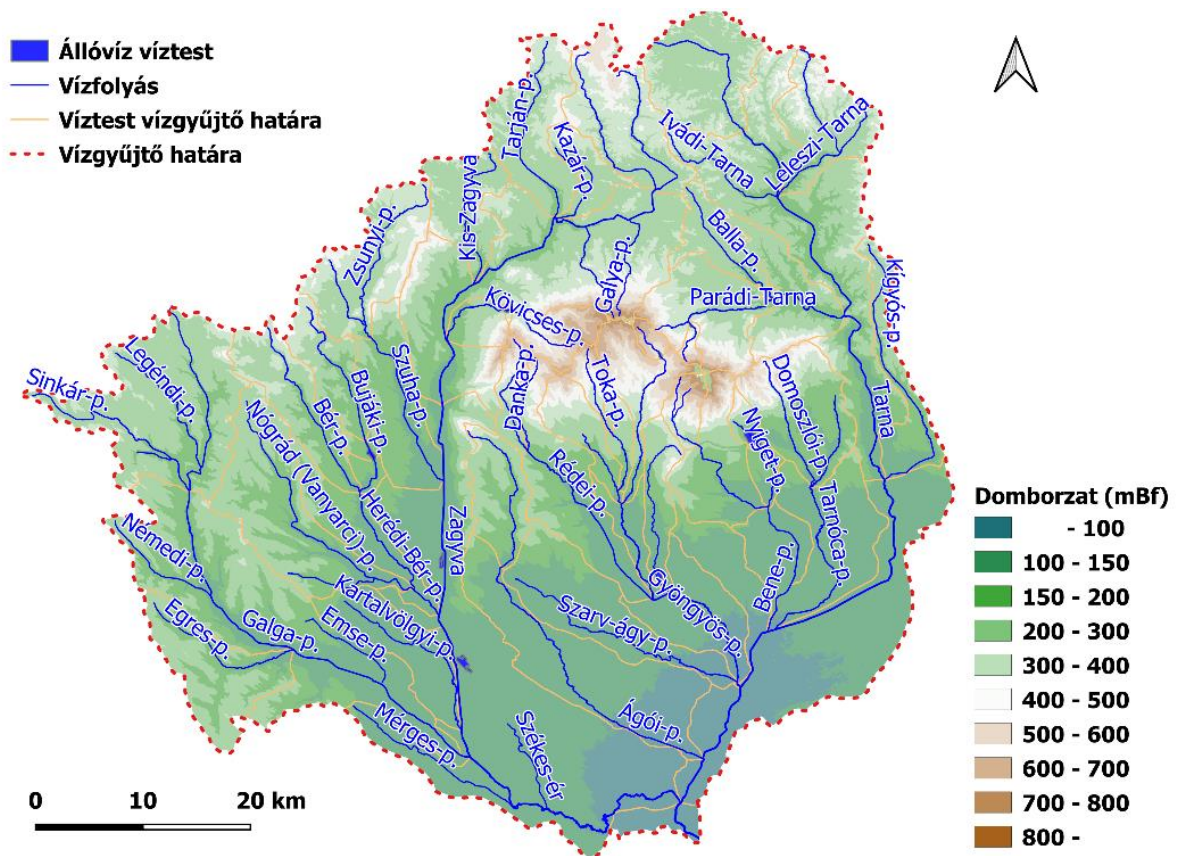 Állóvíz víztest
Vízfolyás
Víztest vízgyűjtő határa
Vízgyűjtő határa
Tarján-p.
Kazár-p.
Ivádi-Tarna
Leleszi-Tarna
Kis-Zagyva
Zsunyi-p.
Balla-p.
Galya-p.
Kígyós-p.
Parádi-Tarna
Kövicses-p.
Legéndi-p.
Sinkár-p.
Szuha-p.
Bujáki-p.
Bér-p.
Nógrád (Vanyarci)-p.
Danka-p.
Toka-p.
Domoszlói-p.
Tarna
Nyiget-p.
Rédei-p.
Tarnóca-p.
Herédi-Bér-p.
Zagyva
Némedi-p.
Egres-p.
Galga-p.
Kartalvölgyi-p.
Emse-p.
Szarv-ágy-p.
Gyöngyös-p.
Bene-p.
Mérges-p.
Székes-ér
Ágói-p.
Domborzat (mBf)
- 100
100 - 150
150 - 200
200 - 300
300 - 400
400 - 500
500 - 600
600 - 700
700 - 800
800 -
0 10 20 km